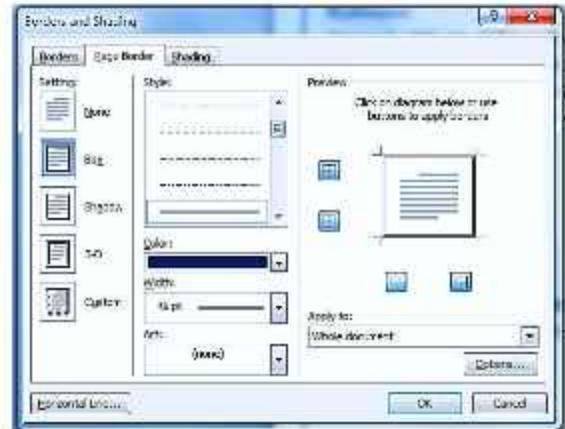 Borders and Shading
Borders
Page Border
Shading
Setting:
None
Box
Shadow
3-D
Custom
Style:
Color:
Width:
pt
Art:
(none)
Preview
Click on diagram below or use
buttons to apply borders
Apply to:
Whole document
Options...
Horizontal Line...
OK
Cancel